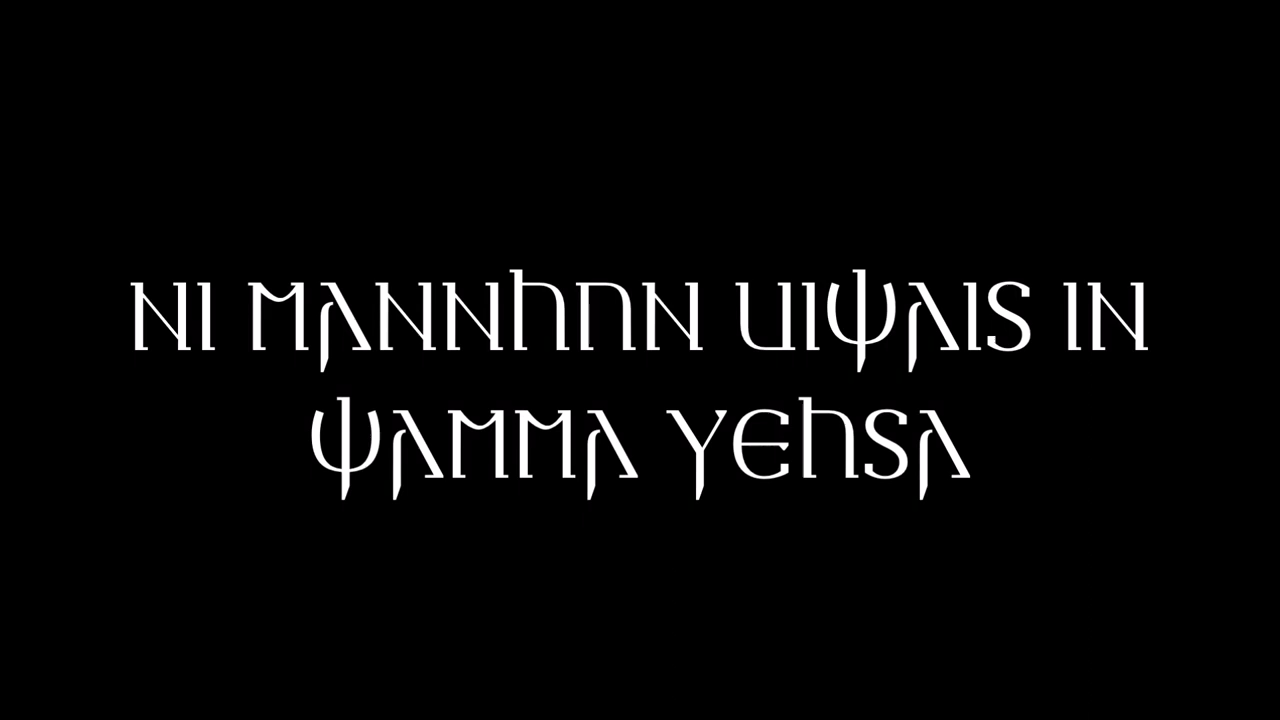 𐌽𐌹 𐌼𐌰𐌽𐌽𐌷𐌿𐌽 𐌵𐌹𐌸𐌰𐌹𐍃 𐌹𐌽
𐌸𐌰𐌼𐌼𐌰 𐍅𐌴𐌷𐍃𐌰